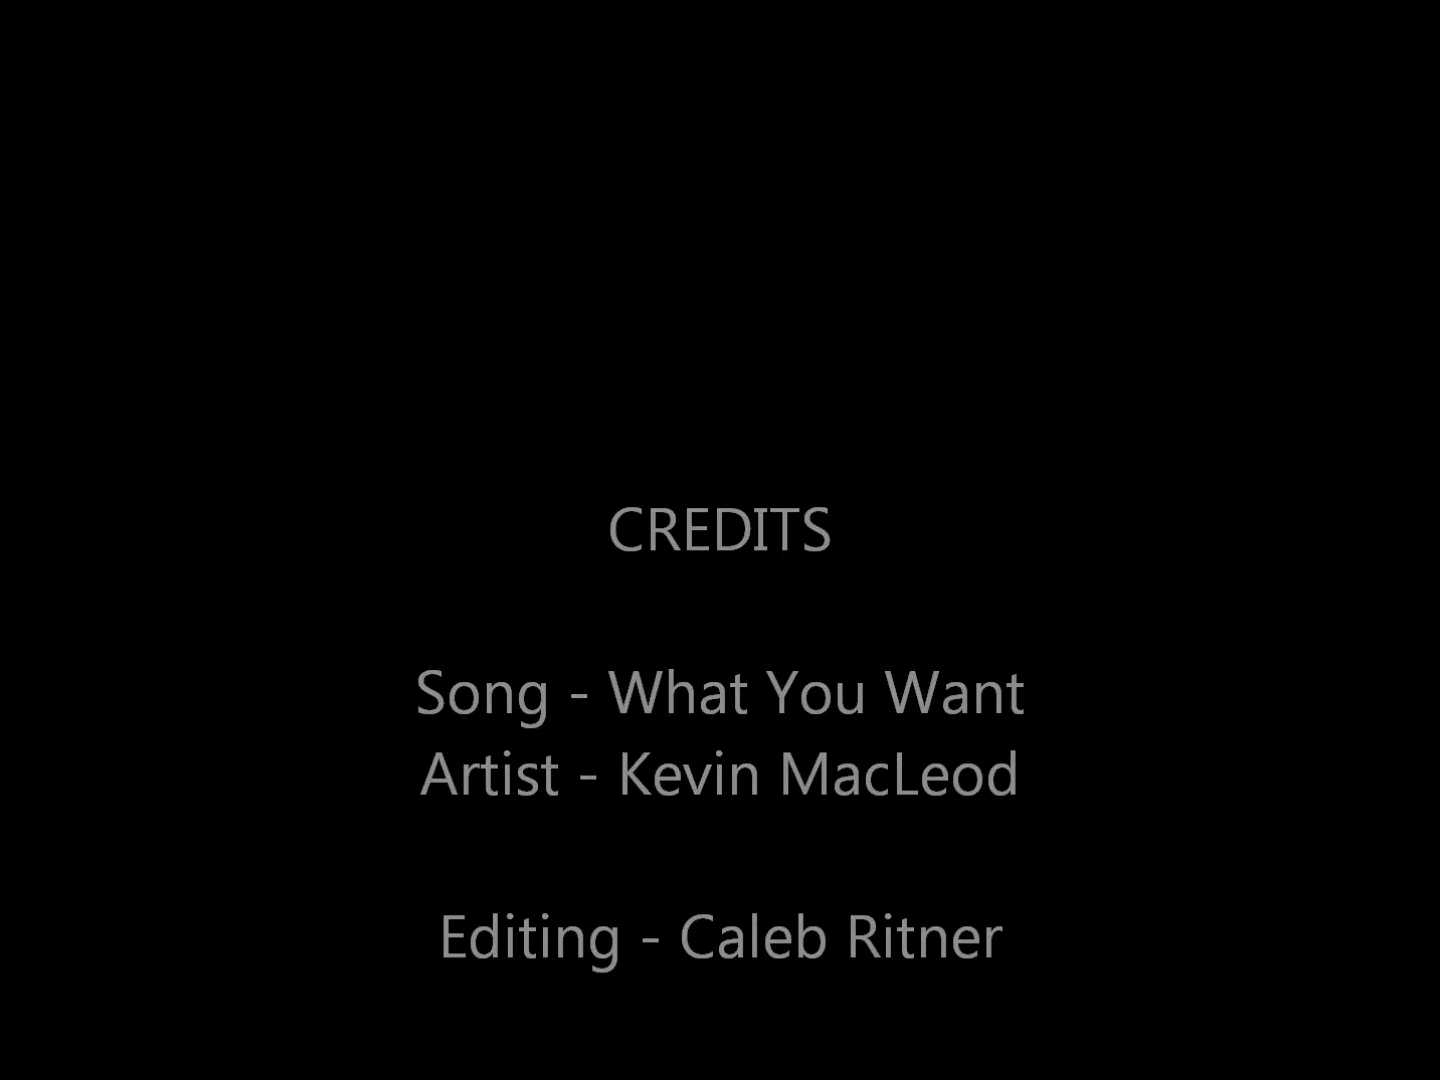 CREDITS
Song - What You Want
Artist - Kevin MacLeod
Editing - Caleb Ritner